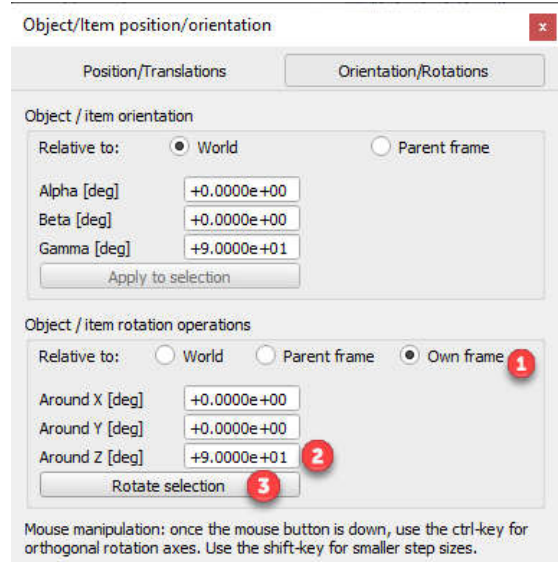 Object/Item position/orientation
x
Position/Translations Orientation/Rotations
Object / item orientation
Relative to: World Parent frame
Alpha [deg] +0.0000e+00
Beta [deg] +0.0000e+00
Gamma [deg] +9.0000e+01
Apply to selection
Object / item rotation operations
Relative to: World Parent frame Own frame 1
Around X [deg] +0.0000e+00
Around Y [deg] +0.0000e+00
Around Z [deg] +9.0000e+01 2
Rotate selection 3
Mouse manipulation: once the mouse button is down, use the ctrl-key for
orthogonal rotation axes. Use the shift-key for smaller step sizes.